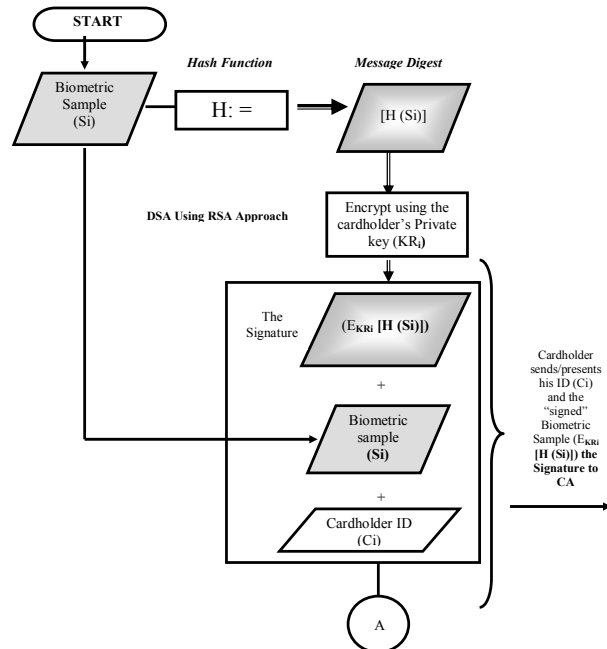 START
Hash Function
Message Digest
Biometric
Sample
(Si)
H: =
[H (Si)]
DSA Using RSA Approach
Encrypt using the
cardholder's Private
key (KRi)
The
Signature
(EKRi [H (Si)])
+
Biometric
sample
(Si)
+
Cardholder ID
(Ci)
Cardholder
sends/presents
his ID (Ci)
and the
“signed”
Biometric
Sample (EKRi
[H (Si)]) the
Signature to
CA
A